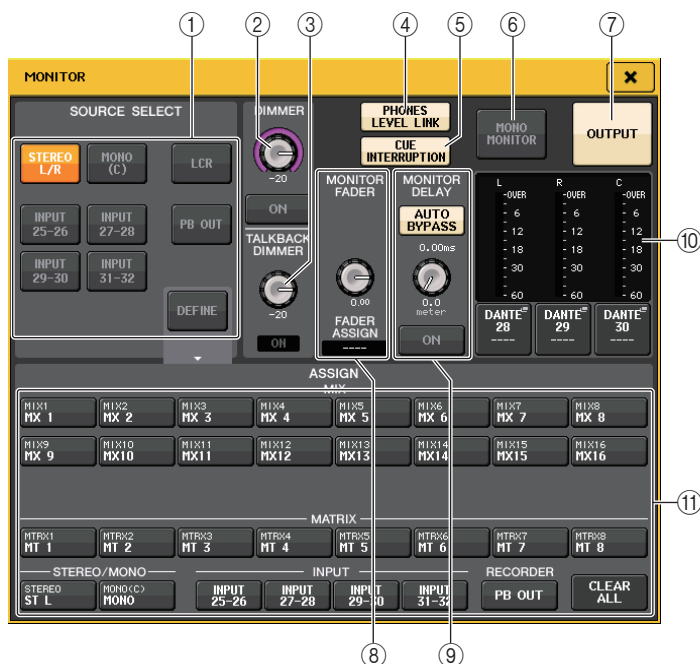 ① ② ③ ④ ⑤ ⑥ ⑦
MONITOR
SOURCE SELECT
STEREO L/R
MONO (C)
LCR
INPUT 25-26
INPUT 27-28
PB OUT
INPUT 29-30
INPUT 31-32
DEFINE
DIMMER
-20
ON
TALKBACK DIMMER
-20
ON
PHONES LEVEL LINK
CUE INTERRUPTION
MONO MONITOR
OUTPUT
MONITOR FADER
0.00
FADER ASSIGN
----
MONITOR DELAY
AUTO BYPASS
0.00ms
0.0
meter
ON
L R C
-OVER -OVER -OVER
6 6 6
12 12 12
18 18 18
30 30 30
60 60 60
⑩
DANTE 28 ----
DANTE 29 ----
DANTE 30 ----
ASSIGN
MIX
MIX1 MIX2 MIX3 MIX4 MIX5 MIX6 MIX7 MIX8
MX 1 MX 2 MX 3 MX 4 MX 5 MX 6 MX 7 MX 8
MIX9 MIX10 MIX11 MIX12 MIX13 MIX14 MIX15 MIX16
MX 9 MX10 MX11 MX12 MX13 MX14 MX15 MX16
⑪
MATRIX
MTRX1 MTRX2 MTRX3 MTRX4 MTRX5 MTRX6 MTRX7 MTRX8
MT 1 MT 2 MT 3 MT 4 MT 5 MT 6 MT 7 MT 8
STEREO/MONO INPUT RECORDER
STEREO ST L
MONO(C) MONO
INPUT 25-26
INPUT 27-28
INPUT 29-30
INPUT 31-32
PB OUT
CLEAR ALL
⑧ ⑨